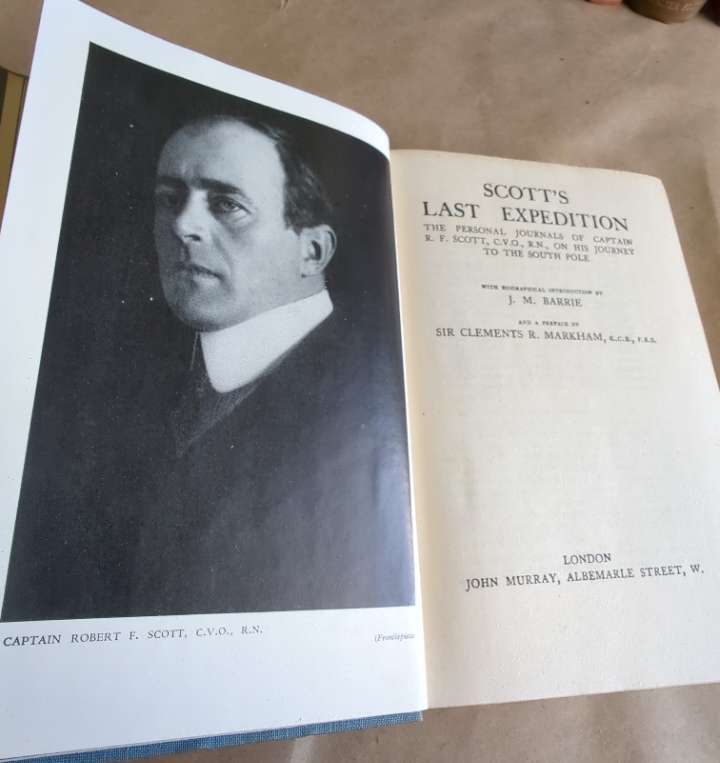 CAPTAIN ROBERT F. SCOTT, C.V.O., R.N.
(Frontispiece
SCOTT'S
LAST EXPEDITION
THE PERSONAL JOURNALS OF CAPTAIN
R. F. SCOTT, C.V.O., R.N., ON HIS JOURNEY
TO THE SOUTH POLE
WITH BIOGRAPHICAL INTRODUCTION BY
J. M. BARRIE
AND A PREFACE BY
SIR CLEMENTS R. MARKHAM, K.C.B., F.R.S.
LONDON
JOHN MURRAY, ALBEMARLE STREET, W.